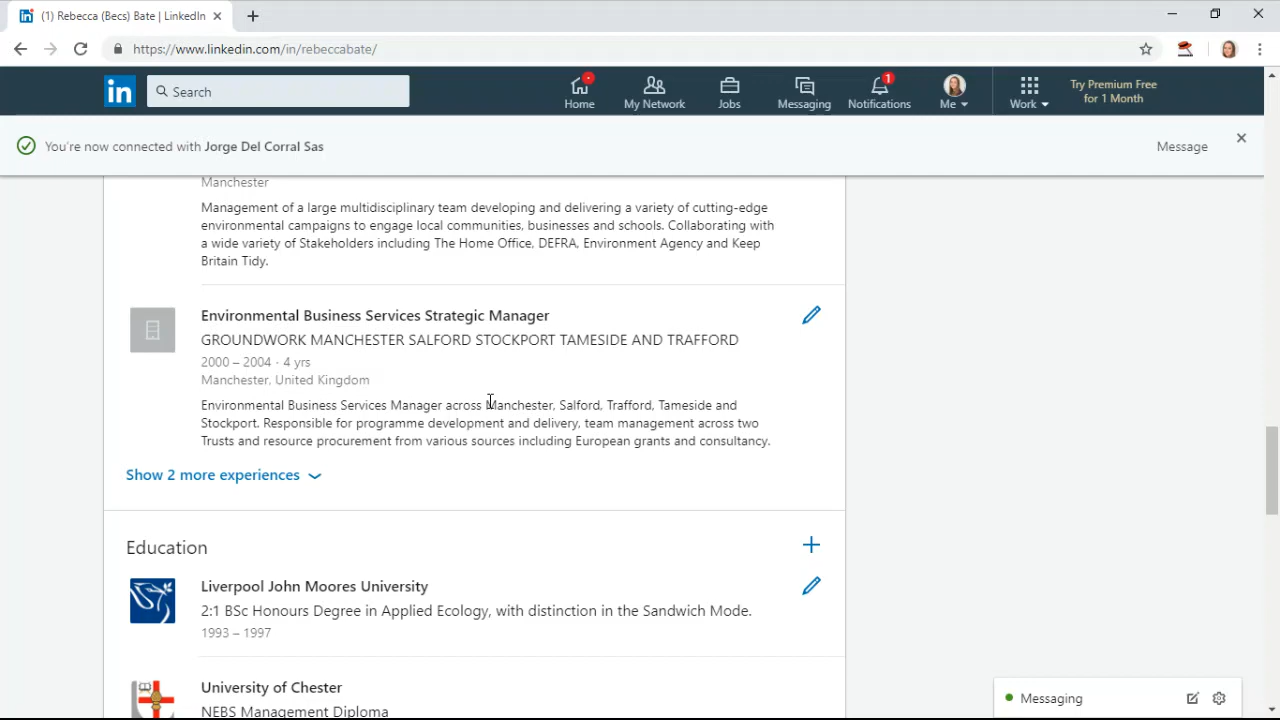 (1) Rebecca (Becs) Bate | LinkedIn
https://www.linkedin.com/in/rebeccabate/
in
Search
Home
My Network
Jobs
Messaging
1
Notifications
Me
Work
Try Premium Free
for 1 Month
You're now connected with Jorge Del Corral Sas
Message
Manchester
Management of a large multidisciplinary team developing and delivering a variety of cutting-edge
environmental campaigns to engage local communities, businesses and schools. Collaborating with
a wide variety of Stakeholders including The Home Office, DEFRA, Environment Agency and Keep
Britain Tidy.
Environmental Business Services Strategic Manager
GROUNDWORK MANCHESTER SALFORD STOCKPORT TAMESIDE AND TRAFFORD
2000 – 2004 · 4 yrs
Manchester, United Kingdom
Environmental Business Services Manager across Manchester, Salford, Trafford, Tameside and
Stockport. Responsible for programme development and delivery, team management across two
Trusts and resource procurement from various sources including European grants and consultancy.
Show 2 more experiences
Education
Liverpool John Moores University
2:1 BSc Honours Degree in Applied Ecology, with distinction in the Sandwich Mode.
1993 – 1997
University of Chester
NEBS Management Diploma
Messaging